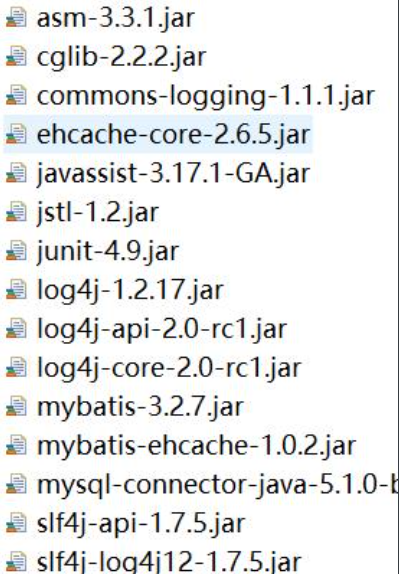 asm-3.3.1.jar
cglib-2.2.2.jar
commons-logging-1.1.1.jar
ehcache-core-2.6.5.jar
javassist-3.17.1-GA.jar
jstl-1.2.jar
junit-4.9.jar
log4j-1.2.17.jar
log4j-api-2.0-rc1.jar
log4j-core-2.0-rc1.jar
mybatis-3.2.7.jar
mybatis-ehcache-1.0.2.jar
mysql-connector-java-5.1.0-b
slf4j-api-1.7.5.jar
slf4j-log4j12-1.7.5.jar